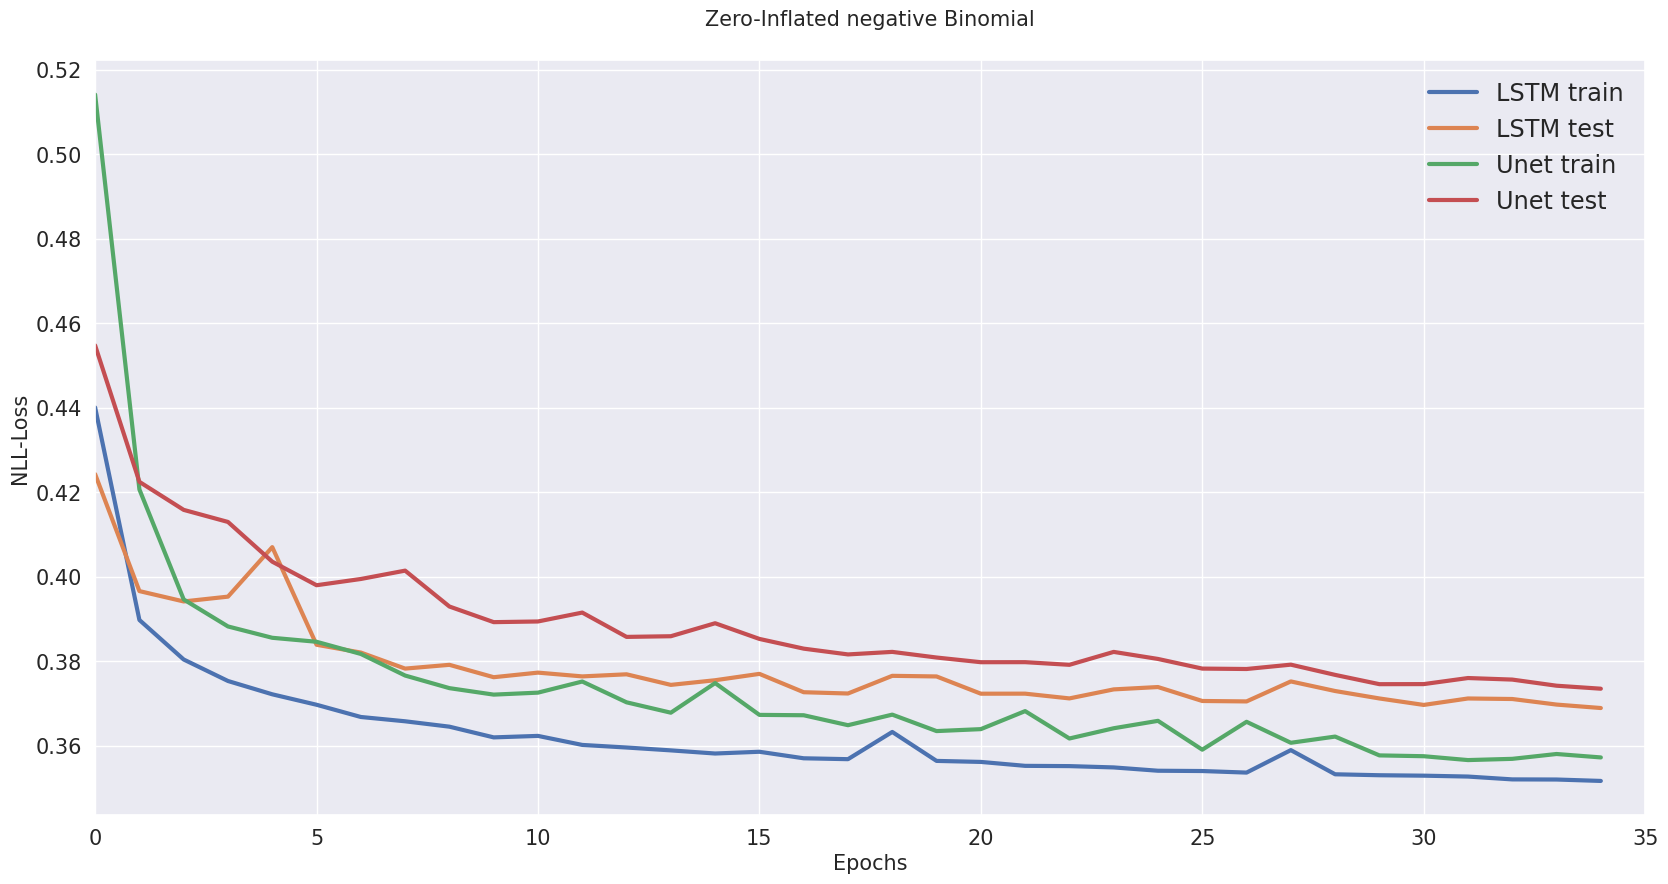 Zero-Inflated negative Binomial
0.52
0.50
0.48
0.46
0.44
0.42
0.40
0.38
0.36
NLL-Loss
LSTM train
LSTM test
Unet train
Unet test
0 5 10 15 20 25 30 35
Epochs